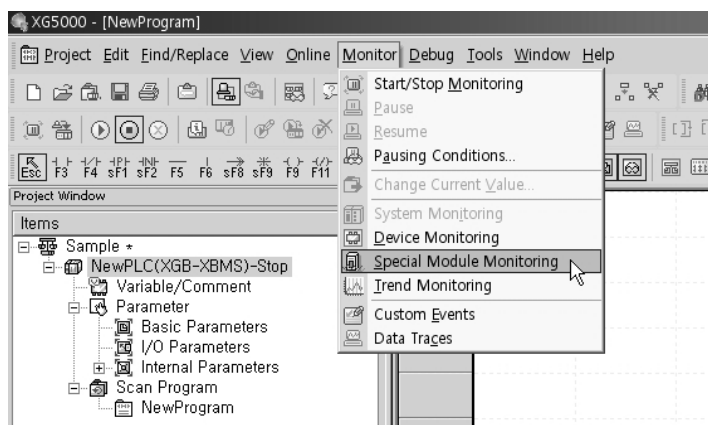 XG5000 - [NewProgram]
Project Edit Find/Replace View Online Monitor Debug Tools Window Help
Start/Stop Monitoring
Pause
Resume
Pausing Conditions...
Change Current Value...
System Monitoring
Device Monitoring
Special Module Monitoring
Trend Monitoring
Custom Events
Data Traces
Esc F3 F4 sF1 sF2 F5 F6 sF8 sF9 F9 F11
Project Window
Items
Sample *
NewPLC(XGB-XBMS)-Stop
Variable/Comment
Parameter
Basic Parameters
I/O Parameters
Internal Parameters
Scan Program
NewProgram